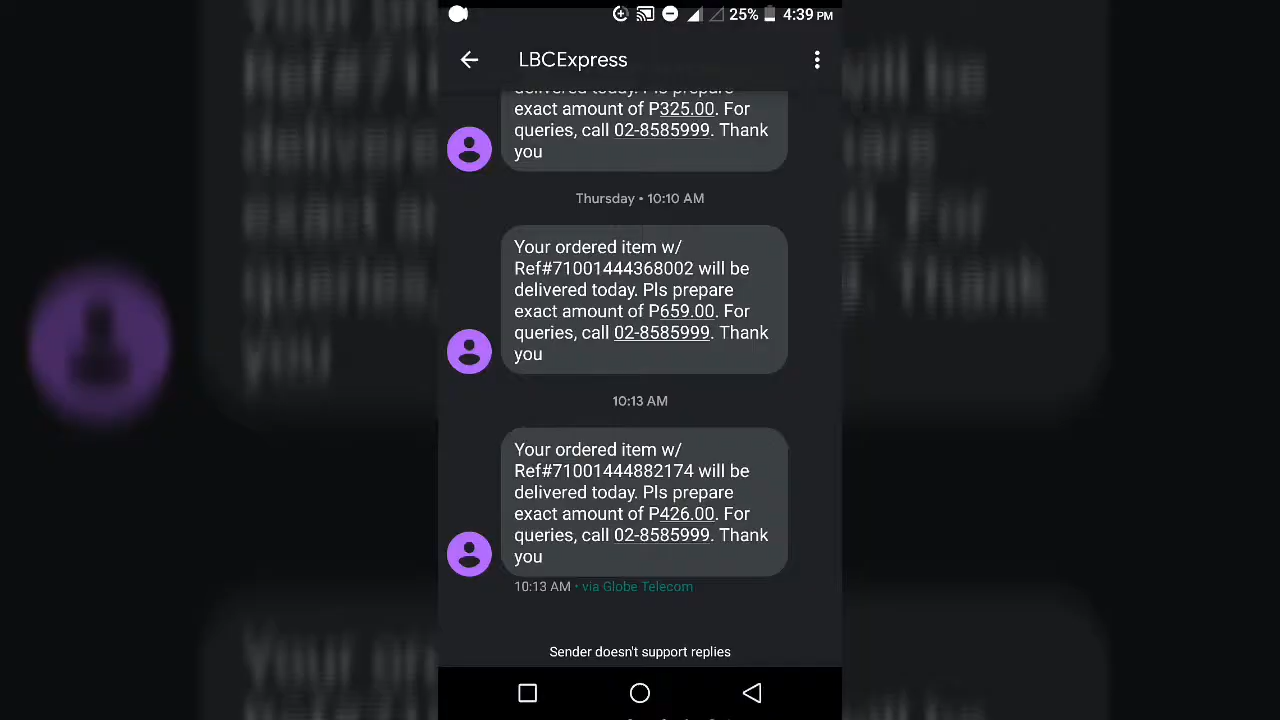 25% 4:39 PM
LBCExpress
delivered today. Pls prepare
exact amount of P325.00. For
queries, call 02-8585999. Thank
you
Thursday • 10:10 AM
Your ordered item w/
Ref#71001444368002 will be
delivered today. Pls prepare
exact amount of P659.00. For
queries, call 02-8585999. Thank
you
10:13 AM
Your ordered item w/
Ref#71001444882174 will be
delivered today. Pls prepare
exact amount of P426.00. For
queries, call 02-8585999. Thank
you
10:13 AM • via Globe Telecom
Sender doesn't support replies